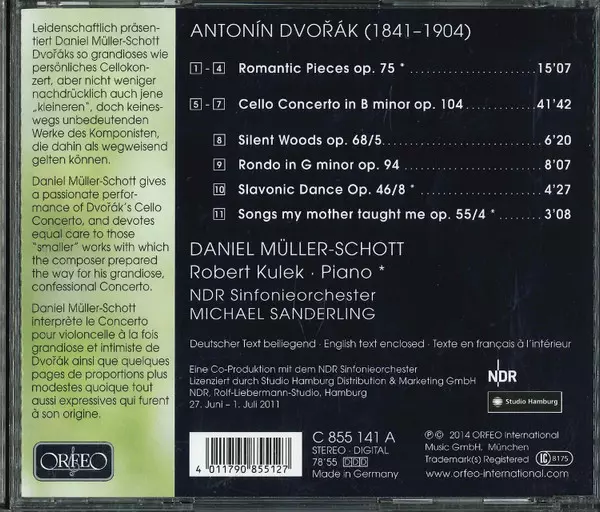 Leidenschaftlich präsen-
tiert Daniel Müller-Schott
Dvořáks so grandioses wie
persönliches Cellokon-
zert, aber nicht weniger
nachdrücklich auch jene
„kleineren", doch keines-
wegs unbedeutenden
Werke des Komponisten,
die dahin als wegweisend
gelten können.
Daniel Müller-Schott gives
a passionate perfor-
mance of Dvořák's Cello
Concerto, and devotes
equal care to those
"smaller" works with which
the composer prepared
the way for his grandiose,
confessional Concerto.
Daniel Müller-Schott
interprète le Concerto
pour violoncelle à la fois
grandiose et intimiste de
Dvořák ainsi que quelques
pages de proportions plus
modestes quoique tout
aussi expressives qui furent
à son origine.
ORFEO
ANTONÍN DVOŘÁK (1841–1904)
1 - 4 Romantic Pieces op. 75 * 15'07
5 - 7 Cello Concerto in B minor op. 104 41'42
8 Silent Woods op. 68/5 6'20
9 Rondo in G minor op. 94 8'07
10 Slavonic Dance Op. 46/8 * 4'27
11 Songs my mother taught me op. 55/4 * 3'08
DANIEL MÜLLER-SCHOTT
Robert Kulek · Piano *
NDR Sinfonieorchester
MICHAEL SANDERLING
Deutscher Text beiliegend · English text enclosed · Texte en français à l'intérieur
Eine Co-Produktion mit dem NDR Sinfonieorchester
Lizenziert durch Studio Hamburg Distribution & Marketing GmbH
NDR, Rolf-Liebermann-Studio, Hamburg
27. Juni – 1. Juli 2011
NDR
Studio Hamburg
4 011790 855127
C 855 141 A
STEREO · DIGITAL
78'55 DDD
Made in Germany
℗ © 2014 ORFEO International
Music GmbH, München
Trademark(s) Registered
LC 8175
www.orfeo-international.com